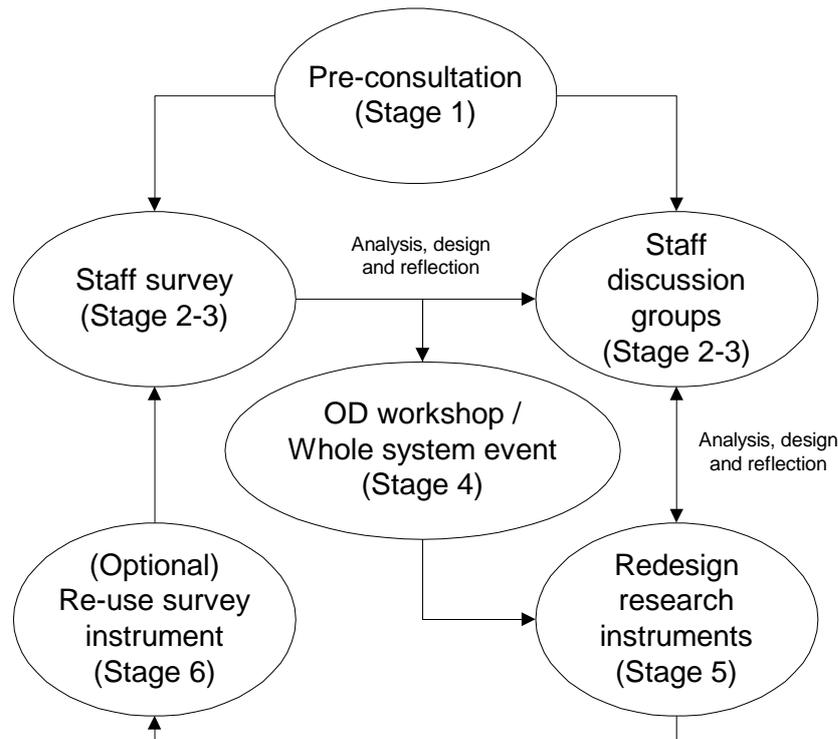 Pre-consultation
(Stage 1)
Staff survey
(Stage 2-3)
Analysis, design
and reflection
Staff
discussion
groups
(Stage 2-3)
OD workshop /
Whole system event
(Stage 4)
Analysis, design
and reflection
(Optional)
Re-use survey
instrument
(Stage 6)
Redesign
research
instruments
(Stage 5)